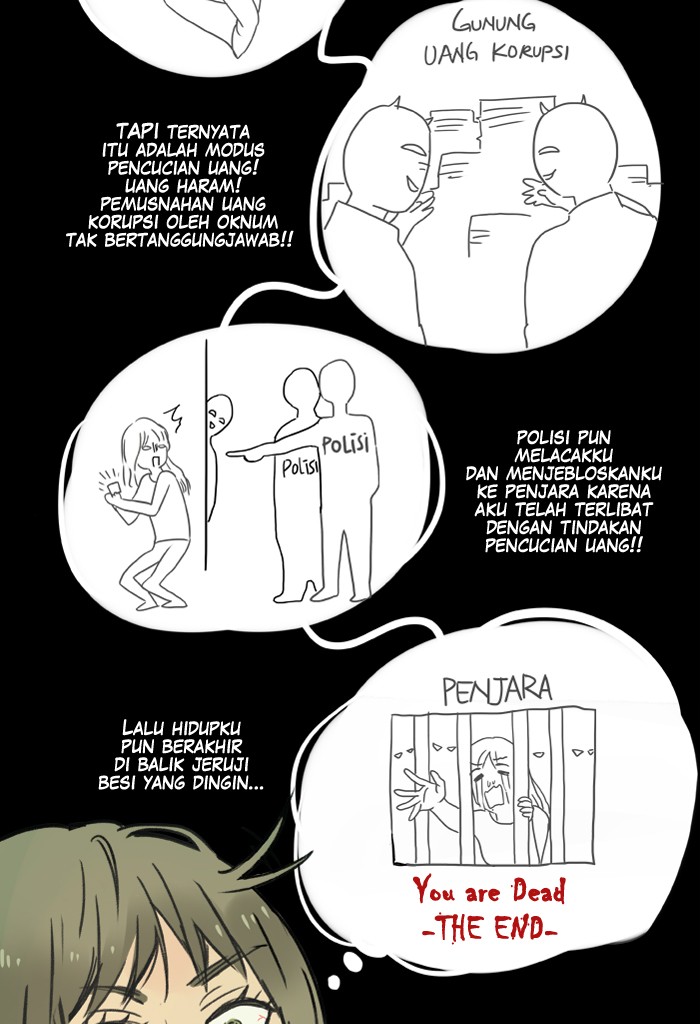 GUNUNG
UANG KORUPSI
TAPI TERNYATA
ITU ADALAH MODUS
PENCUCIAN UANG!
UANG HARAM!
PEMUSNAHAN UANG
KORUPSI OLEH OKNUM
TAK BERTANGGUNGJAWAB!!
POLISI
POLISI
POLISI PUN
MELACAKKU
DAN MENJEBLOSKANKU
KE PENJARA KARENA
AKU TELAH TERLIBAT
DENGAN TINDAKAN
PENCUCIAN UANG!!
PENJARA
LALU HIDUPKU
PUN BERAKHIR
DI BALIK JERUJI
BESI YANG DINGIN...
You are Dead
-THE END-